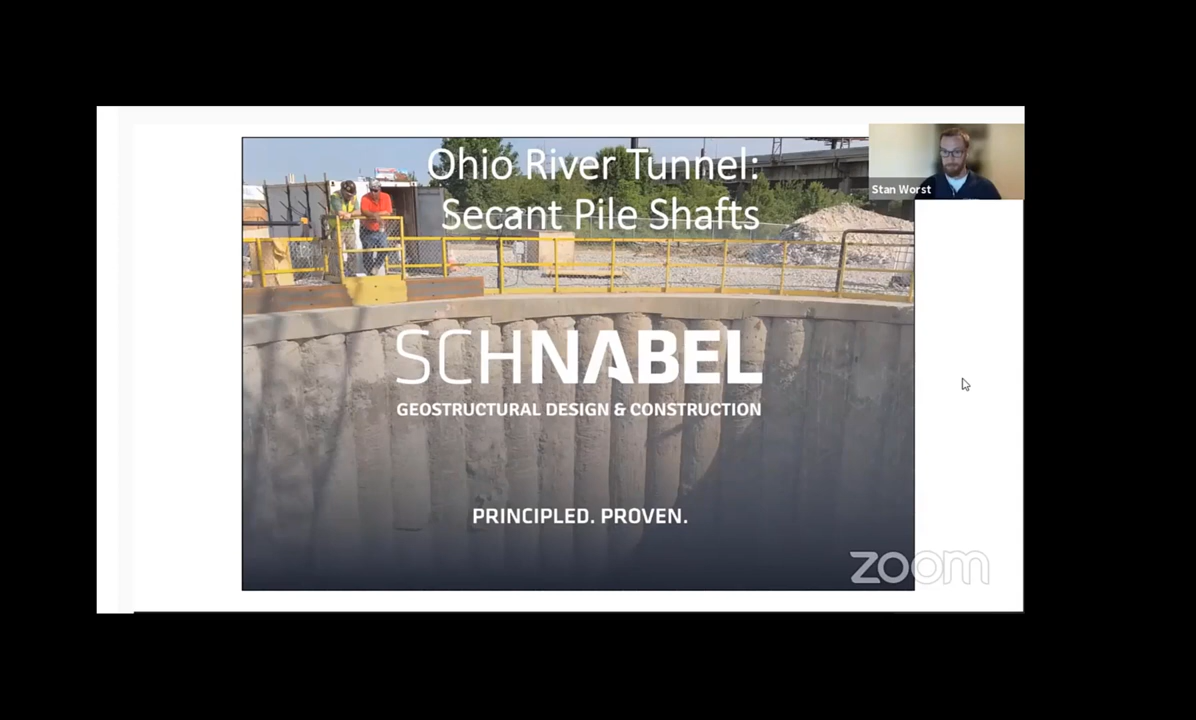 Ohio River Tunnel:
Secant Pile Shafts
Stan Worst
SCHNABEL
GEOSTRUCTURAL DESIGN & CONSTRUCTION
PRINCIPLED. PROVEN.
zoom